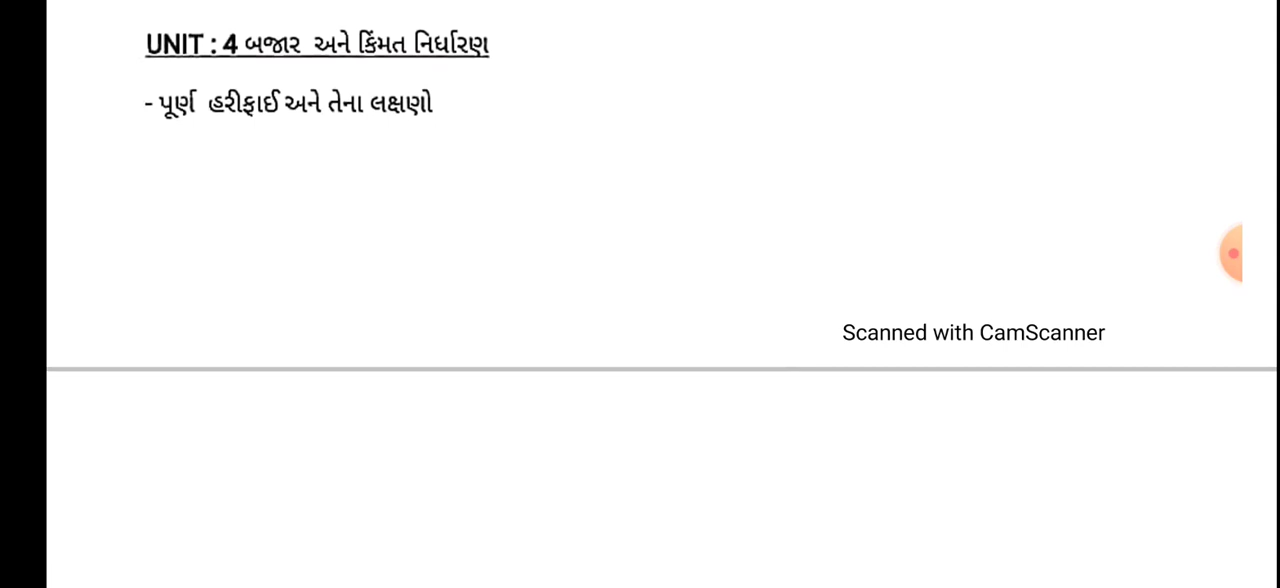 UNIT : 4 બજાર અને કિંમત નિર્ધારણ
- પૂર્ણ હરીફાઈ અને તેના લક્ષણો
Scanned with CamScanner